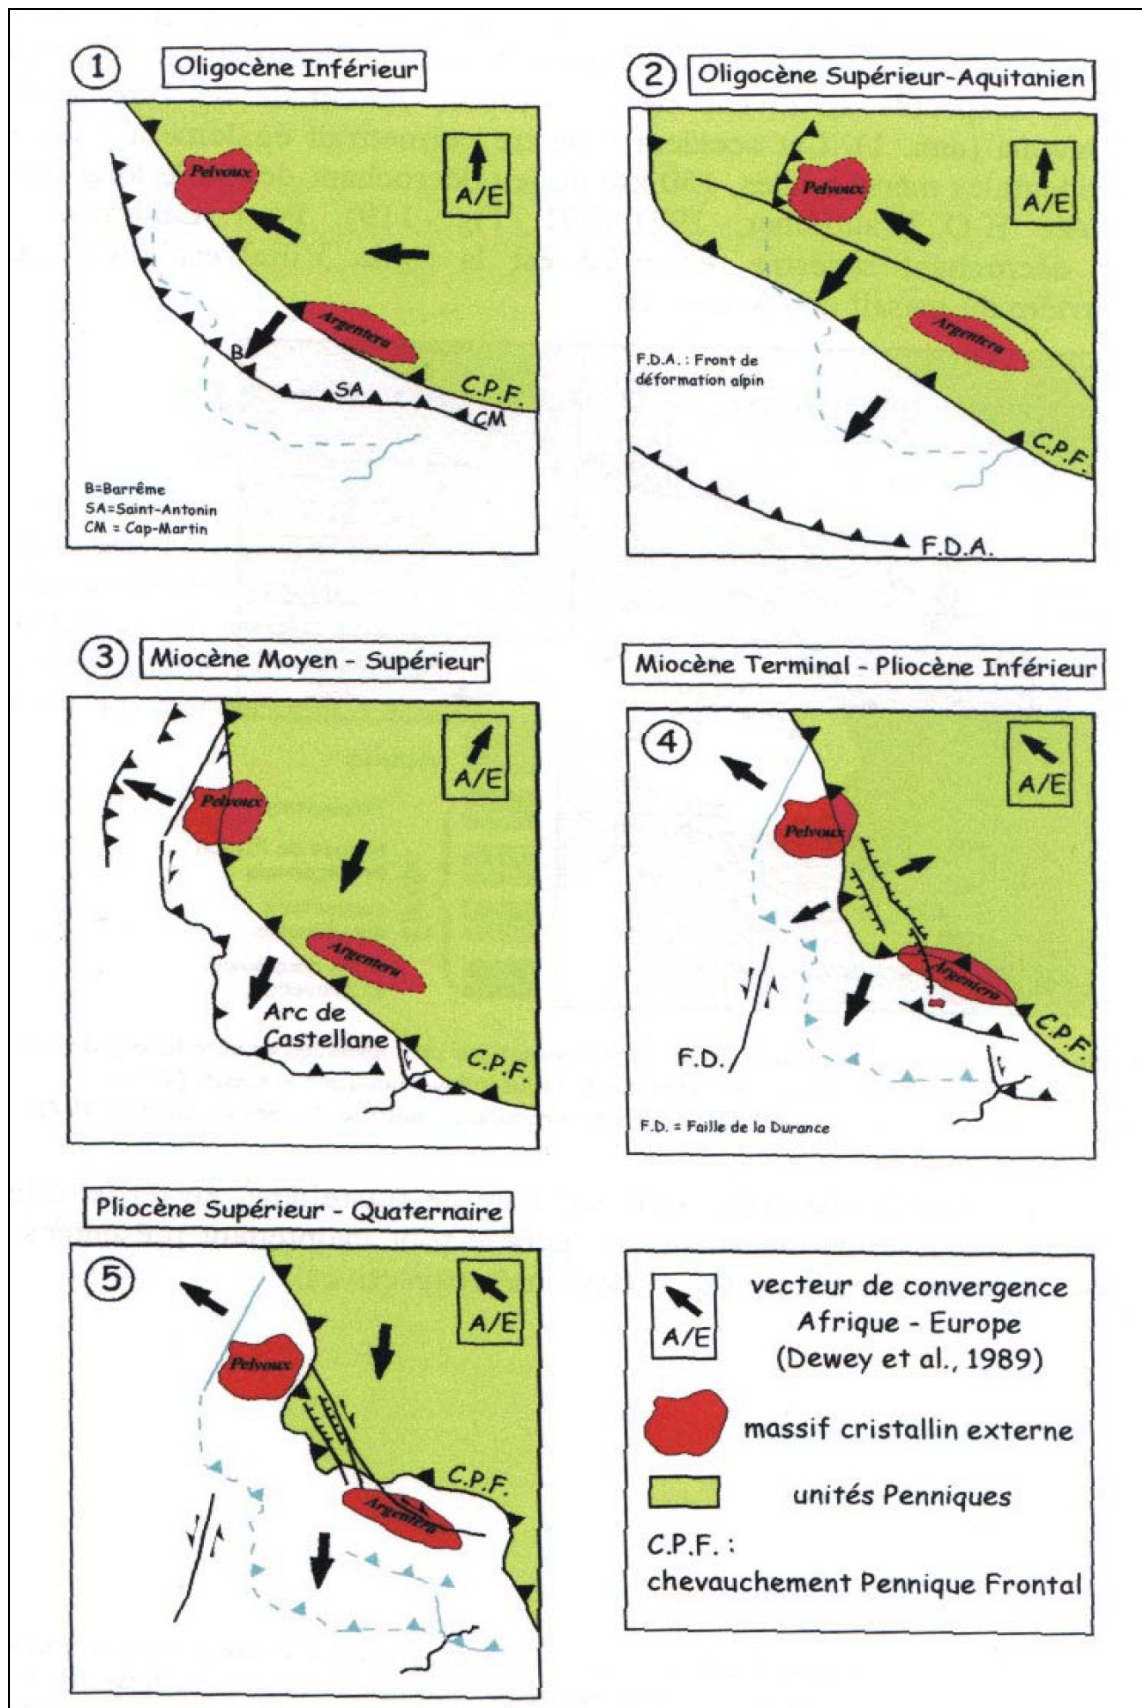 1 Oligocène Inférieur
Pelvoux
A/E
Argentera
B
SA
C.P.F.
CM
B=Barrême
SA=Saint-Antonin
CM = Cap-Martin
2 Oligocène Supérieur-Aquitanien
Pelvoux
A/E
Argentera
F.D.A. : Front de
déformation alpin
C.P.F.
F.D.A.
3 Miocène Moyen - Supérieur
A/E
Pelvoux
Argentera
Arc de
Castellane
C.P.F.
Miocène Terminal - Pliocène Inférieur
4
A/E
Pelvoux
Argentera
C.P.F.
F.D.
F.D. = Faille de la Durance
Pliocène Supérieur - Quaternaire
5
A/E
Pelvoux
C.P.F.
Argentera
vecteur de convergence
A/E Afrique - Europe
(Dewey et al., 1989)
massif cristallin externe
unités Penniques
C.P.F. :
chevauchement Pennique Frontal